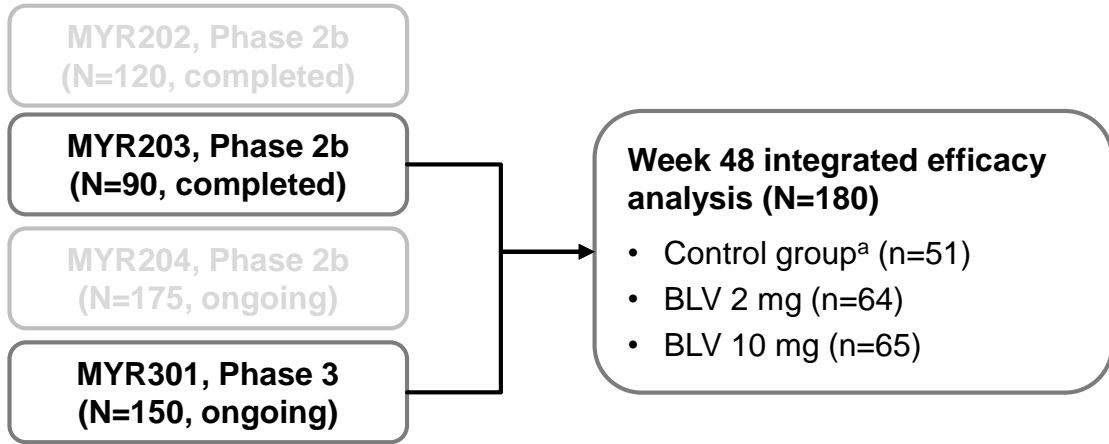 MYR202, Phase 2b
(N=120, completed)
MYR203, Phase 2b
(N=90, completed)
MYR204, Phase 2b
(N=175, ongoing)
MYR301, Phase 3
(N=150, ongoing)
Week 48 integrated efficacy
analysis (N=180)
• Control groupᵃ (n=51)
• BLV 2 mg (n=64)
• BLV 10 mg (n=65)